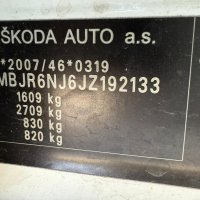 ŠKODA AUTO a.s.
*2007/46*0319
MBJR6NJ6JZ192133
1609 kg
2709 kg
830 kg
820 kg